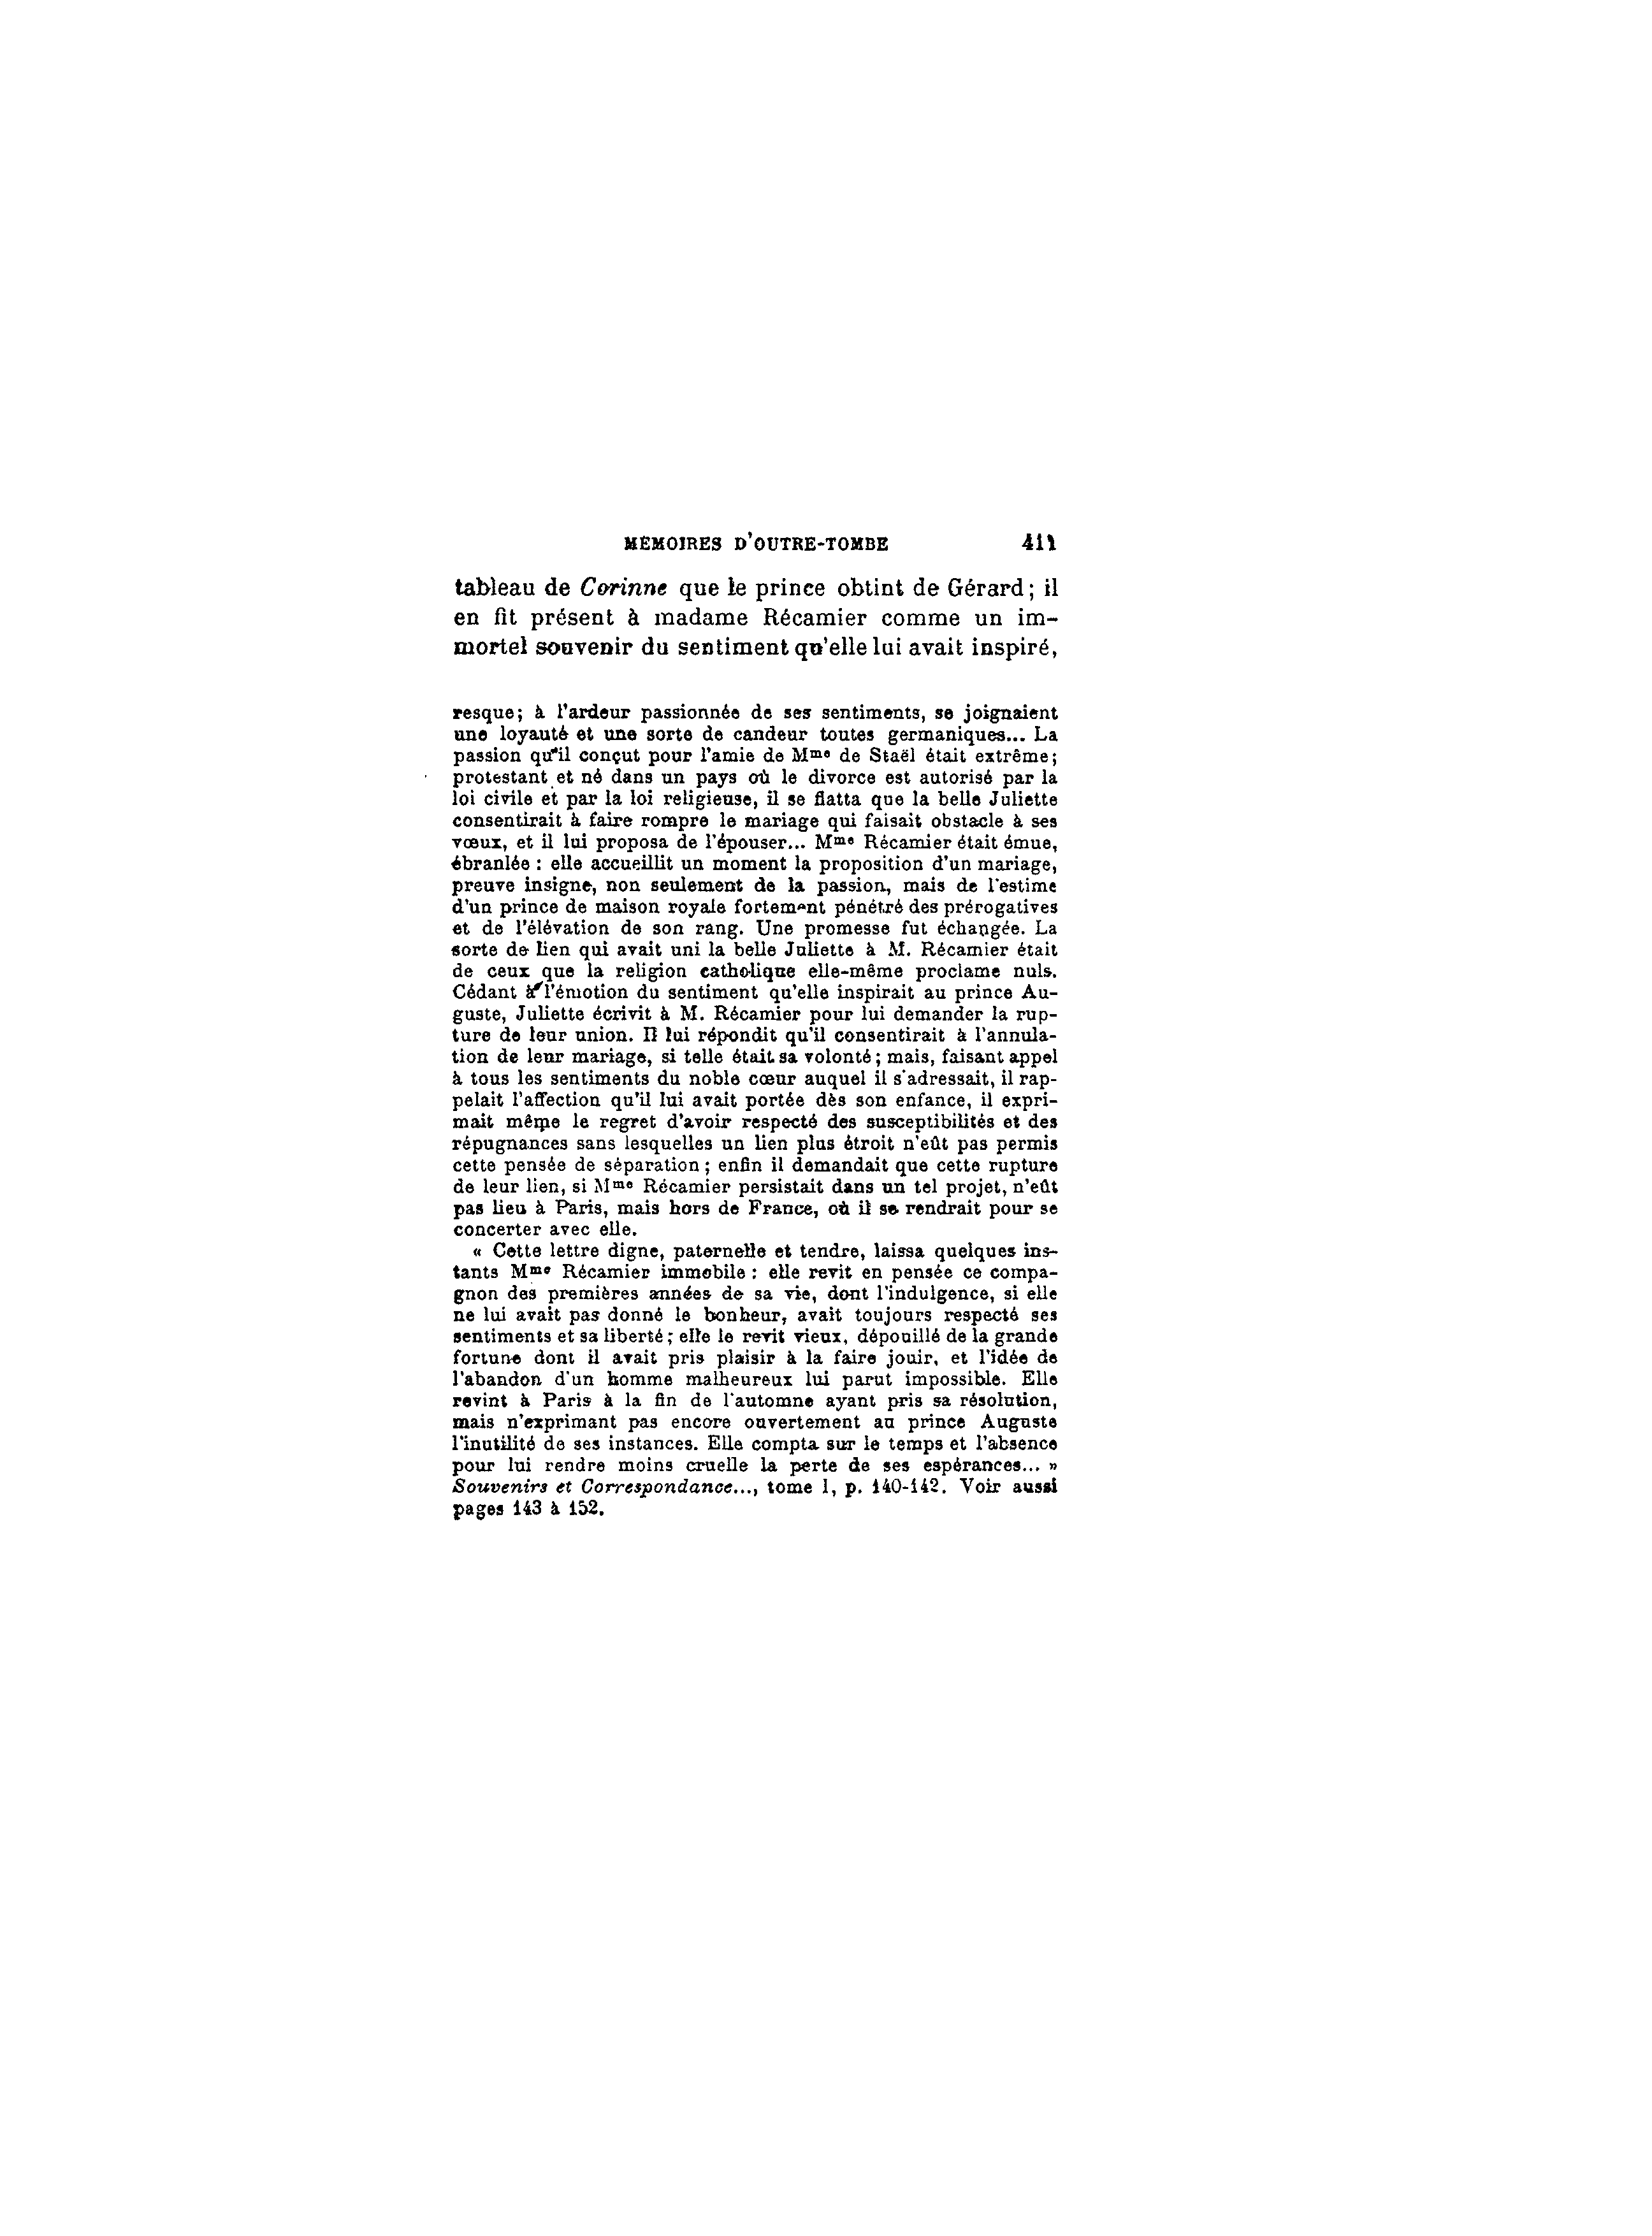 MÉMOIRES D'OUTRE-TOMBE 411
tableau de Corinne que le prince obtint de Gérard; il
en fit présent à madame Récamier comme un im-
mortel souvenir du sentiment qu'elle lui avait inspiré,
resque; à l'ardeur passionnée de ses sentiments, se joignaient
une loyauté et une sorte de candeur toutes germaniques... La
passion qu'il conçut pour l'amie de Mme de Staël était extrême;
protestant et né dans un pays où le divorce est autorisé par la
loi civile et par la loi religieuse, il se flatta que la belle Juliette
consentirait à faire rompre le mariage qui faisait obstacle à ses
vœux, et il lui proposa de l'épouser... Mme Récamier était émue,
ébranlée : elle accueillit un moment la proposition d'un mariage,
preuve insigne, non seulement de la passion, mais de l'estime
d'un prince de maison royale fortement pénétré des prérogatives
et de l'élévation de son rang. Une promesse fut échangée. La
sorte de lien qui avait uni la belle Juliette à M. Récamier était
de ceux que la religion catholique elle-même proclame nuls.
Cédant à l'émotion du sentiment qu'elle inspirait au prince Au-
guste, Juliette écrivit à M. Récamier pour lui demander la rup-
ture de leur union. Il lui répondit qu'il consentirait à l'annula-
tion de leur mariage, si telle était sa volonté; mais, faisant appel
à tous les sentiments du noble cœur auquel il s'adressait, il rap-
pelait l'affection qu'il lui avait portée dès son enfance, il expri-
mait même le regret d'avoir respecté des susceptibilités et des
répugnances sans lesquelles un lien plus étroit n'eût pas permis
cette pensée de séparation; enfin il demandait que cette rupture
de leur lien, si Mme Récamier persistait dans un tel projet, n'eût
pas lieu à Paris, mais hors de France, où il se rendrait pour se
concerter avec elle.
« Cette lettre digne, paternelle et tendre, laissa quelques ins-
tants Mme Récamier immobile : elle revit en pensée ce compa-
gnon des premières années de sa vie, dont l'indulgence, si elle
ne lui avait pas donné le bonheur, avait toujours respecté ses
sentiments et sa liberté; elle le revit vieux, dépouillé de la grande
fortune dont il avait pris plaisir à la faire jouir, et l'idée de
l'abandon d'un homme malheureux lui parut impossible. Elle
revint à Paris à la fin de l'automne ayant pris sa résolution,
mais n'exprimant pas encore ouvertement au prince Auguste
l'inutilité de ses instances. Elle compta sur le temps et l'absence
pour lui rendre moins cruelle la perte de ses espérances... »
Souvenirs et Correspondance..., tome I, p. 140-142. Voir aussi
pages 143 à 152.